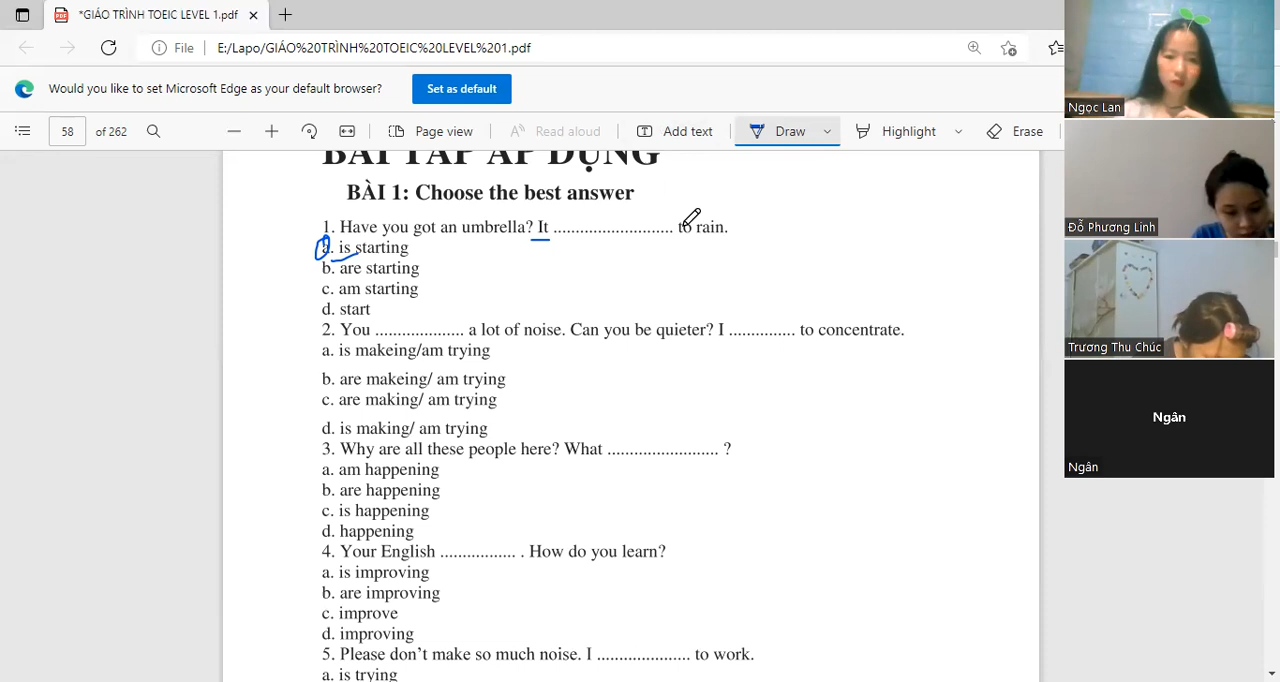 *GIÁO TRÌNH TOEIC LEVEL 1.pdf
File E:/Lapo/GIÁO%20TRÌNH%20TOEIC%20LEVEL%201.pdf
Would you like to set Microsoft Edge as your default browser? Set as default
58 of 262 Page view Read aloud Add text Draw Highlight Erase
BÀI TẬP ÁP DỤNG
BÀI 1: Choose the best answer
1. Have you got an umbrella? It ........................... to rain.
a. is starting
b. are starting
c. am starting
d. start
2. You .................... a lot of noise. Can you be quieter? I ............... to concentrate.
a. is makeing/am trying
b. are makeing/ am trying
c. are making/ am trying
d. is making/ am trying
3. Why are all these people here? What ......................... ?
a. am happening
b. are happening
c. is happening
d. happening
4. Your English ................. . How do you learn?
a. is improving
b. are improving
c. improve
d. improving
5. Please don’t make so much noise. I ..................... to work.
a. is trying
Ngọc Lan
Đỗ Phương Linh
Trương Thu Chúc
Ngân
Ngân